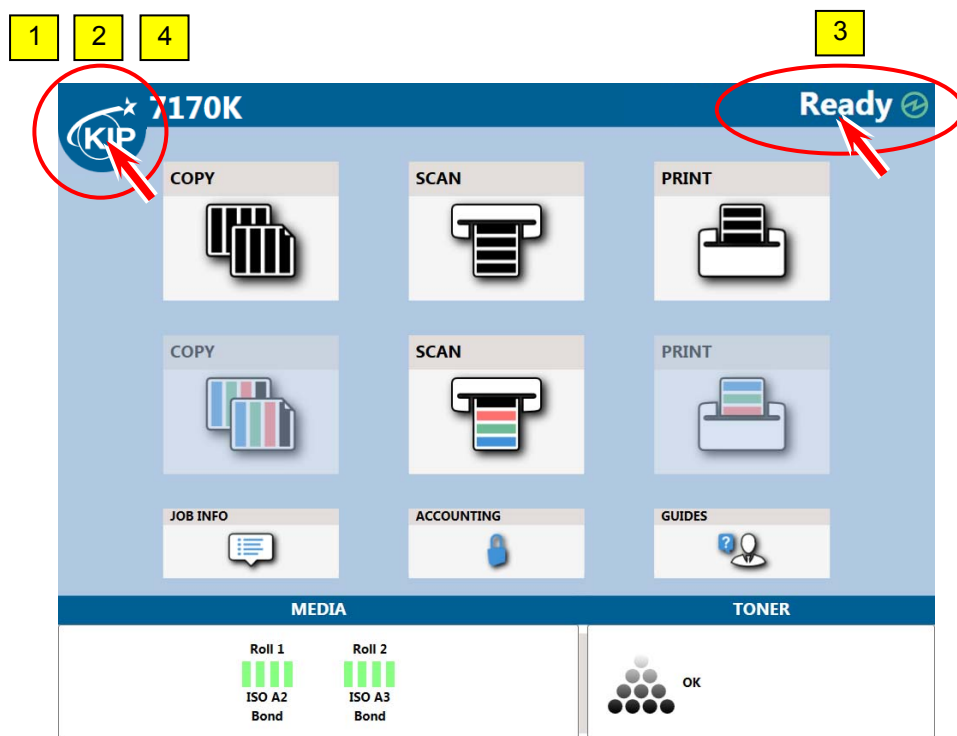 1 2 4 3
KIP 7170K Ready
COPY SCAN PRINT
COPY SCAN PRINT
JOB INFO ACCOUNTING GUIDES
?
MEDIA TONER
Roll 1 Roll 2
OK
ISO A2 ISO A3
Bond Bond